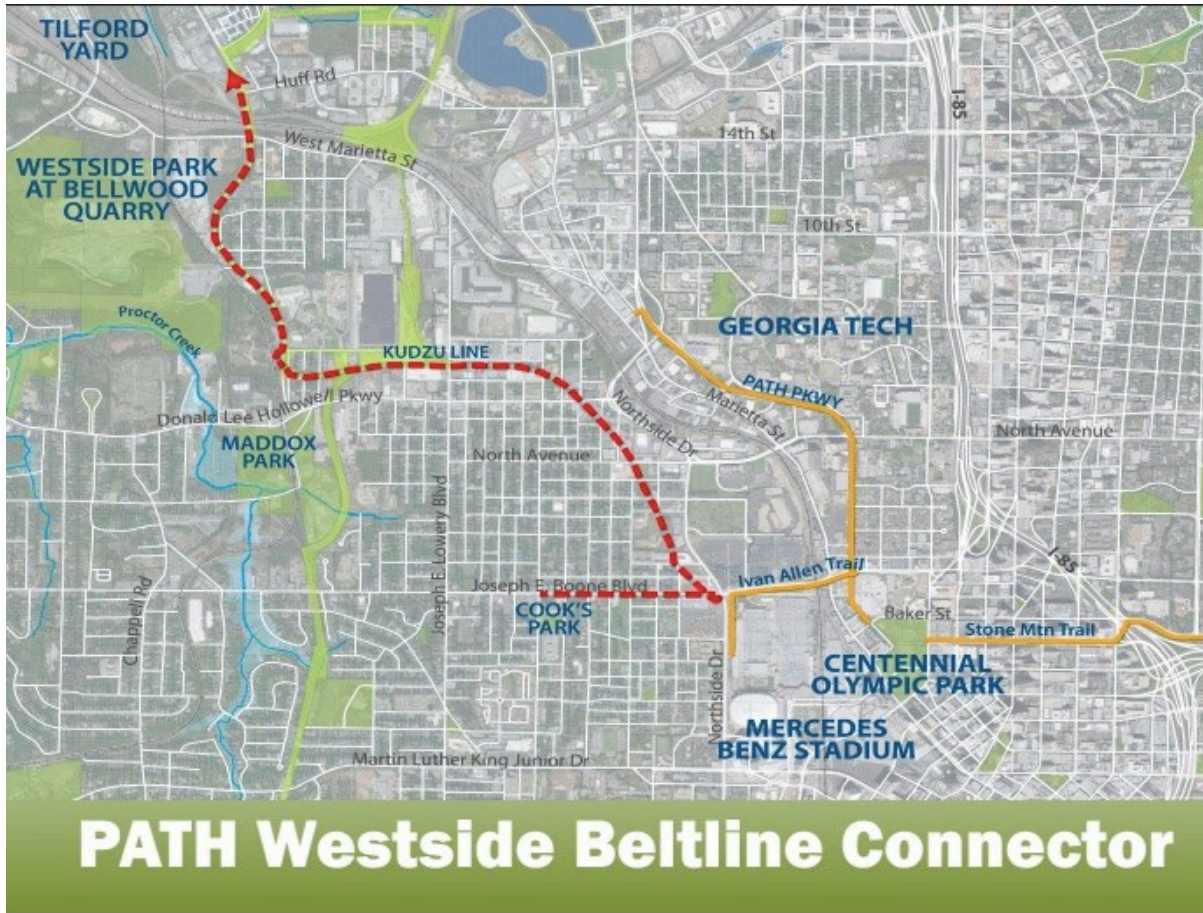 TILFORD
YARD
Huff Rd
I-85
14th St
West Marietta St
WESTSIDE PARK
AT BELLWOOD
QUARRY
10th St
Proctor Creek
GEORGIA TECH
KUDZU LINE
PATH PKWY
Marietta St
Donald Lee Hollowell Pkwy
Northside Dr
North Avenue
MADDOX
PARK
North Avenue
Joseph E. Lowery Blvd
I-85
Ivan Allen Trail
Joseph E. Boone Blvd
Chappell Rd
COOK'S
PARK
Baker St
Stone Mtn Trail
Northside Dr
CENTENNIAL
OLYMPIC PARK
MERCEDES
BENZ STADIUM
Martin Luther King Junior Dr
PATH Westside Beltline Connector